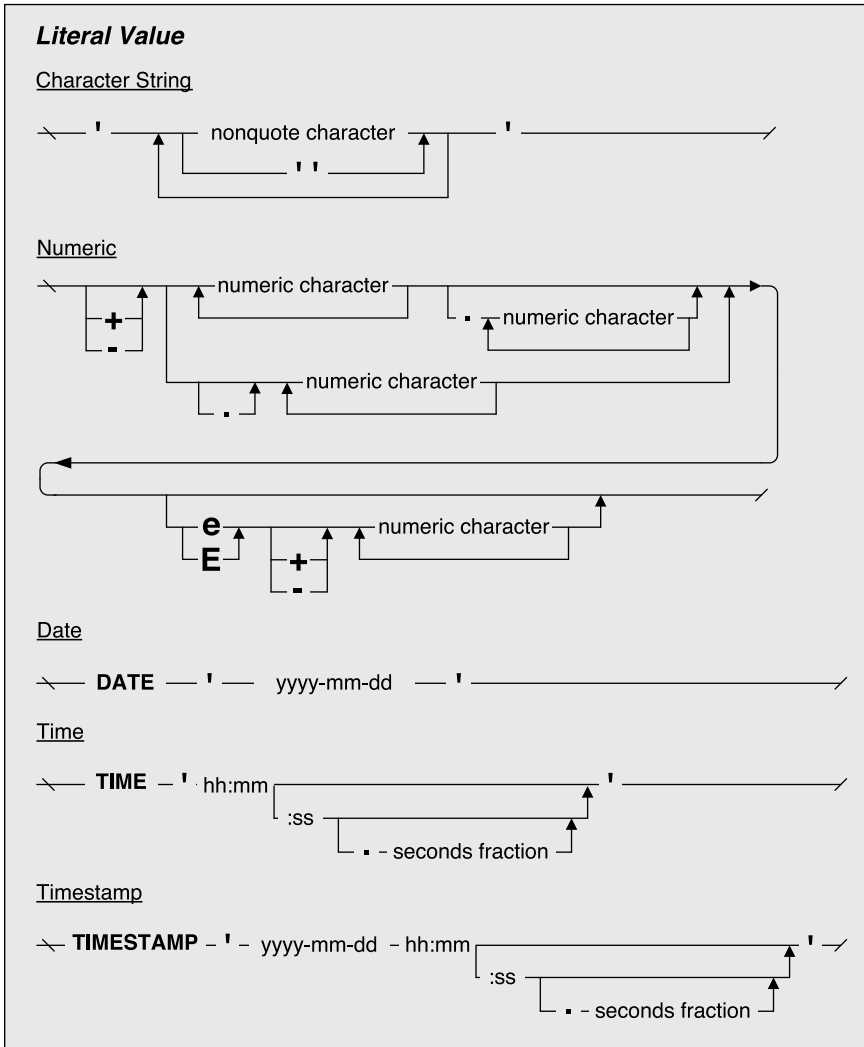 Literal Value
Character String
' nonquote character '
' '
Numeric
numeric character
+ . numeric character
-
numeric character
.
e numeric character
E +
-
Date
DATE ' yyyy-mm-dd '
Time
TIME ' hh:mm '
:ss
. seconds fraction
Timestamp
TIMESTAMP ' yyyy-mm-dd hh:mm '
:ss
. seconds fraction